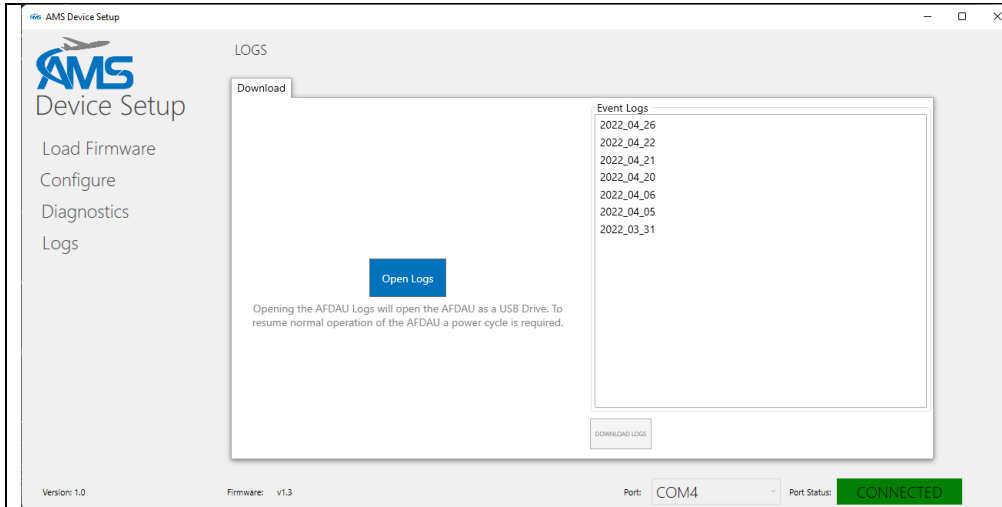 AMS AMS Device Setup
AMS
Device Setup
Load Firmware
Configure
Diagnostics
Logs
LOGS
Download
Open Logs
Opening the AFDAU Logs will open the AFDAU as a USB Drive. To
resume normal operation of the AFDAU a power cycle is required.
Event Logs
2022_04_26
2022_04_22
2022_04_21
2022_04_20
2022_04_06
2022_04_05
2022_03_31
DOWNLOAD LOGS
Version: 1.0
Firmware: v1.3
Port: COM4
Port Status: CONNECTED